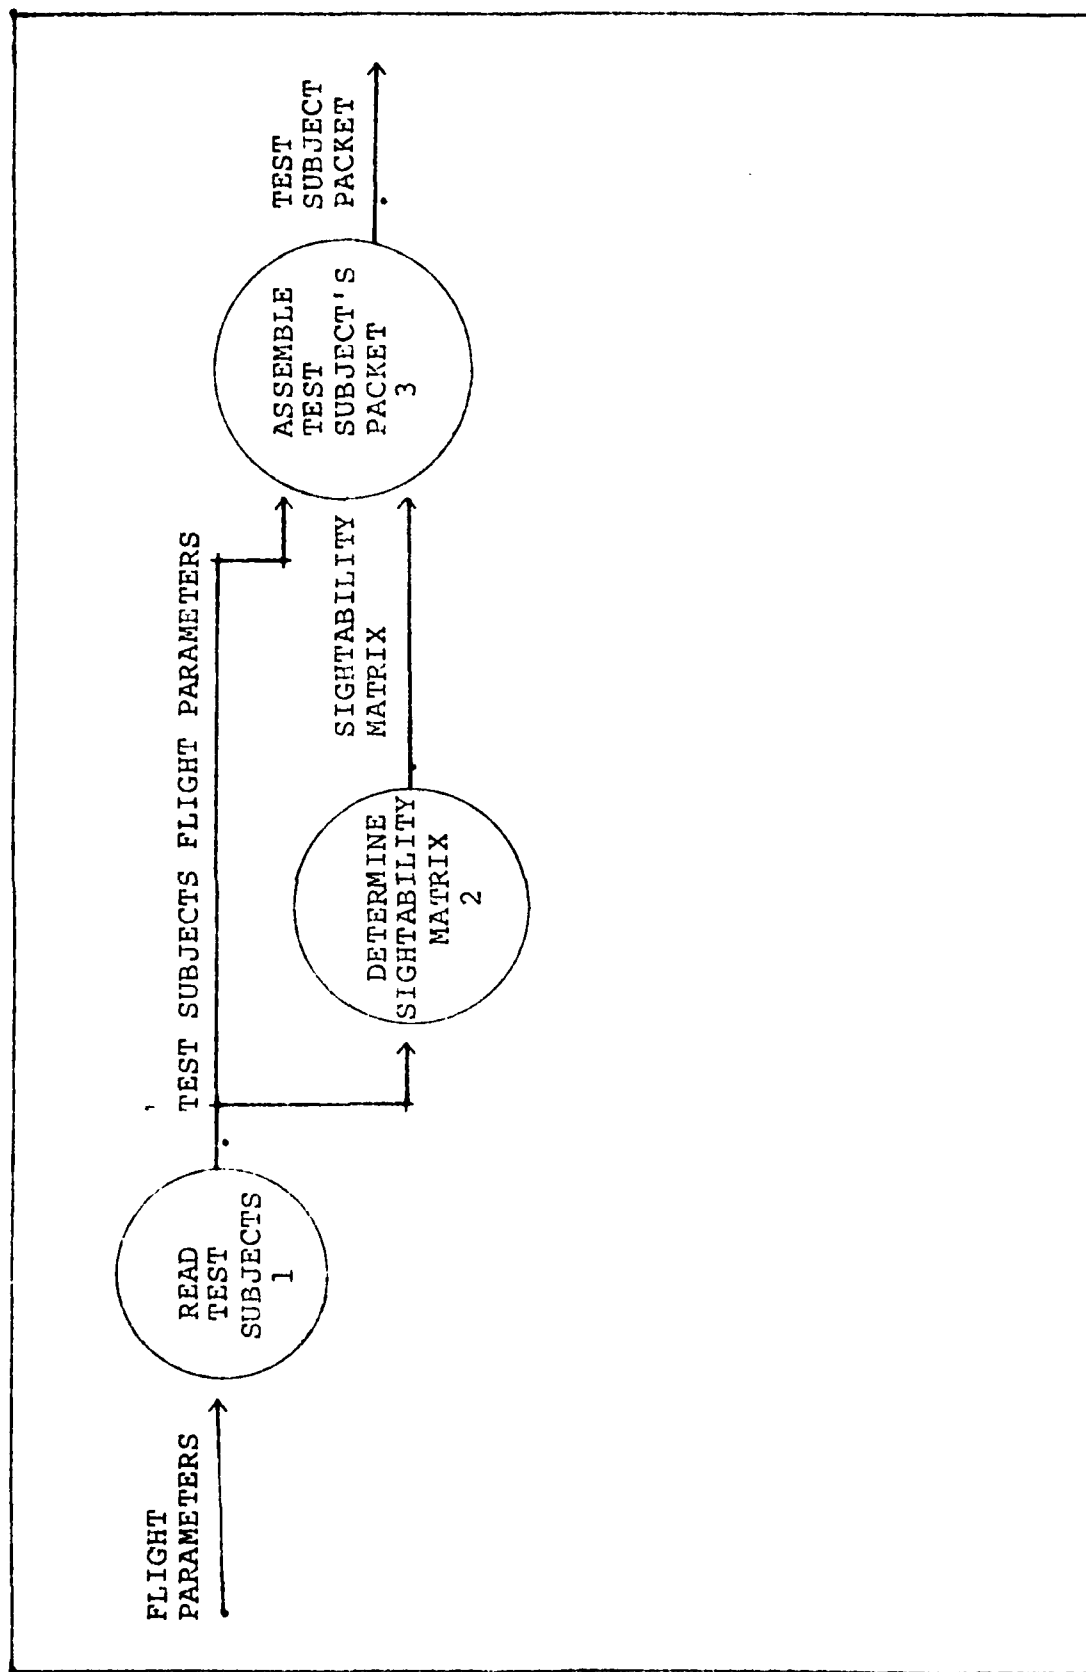 FLIGHT
PARAMETERS
READ
TEST
SUBJECTS
1
TEST SUBJECTS FLIGHT PARAMETERS
DETERMINE
SIGHTABILITY
MATRIX
2
SIGHTABILITY
MATRIX
ASSEMBLE
TEST
SUBJECT'S
PACKET
3
TEST
SUBJECT
PACKET